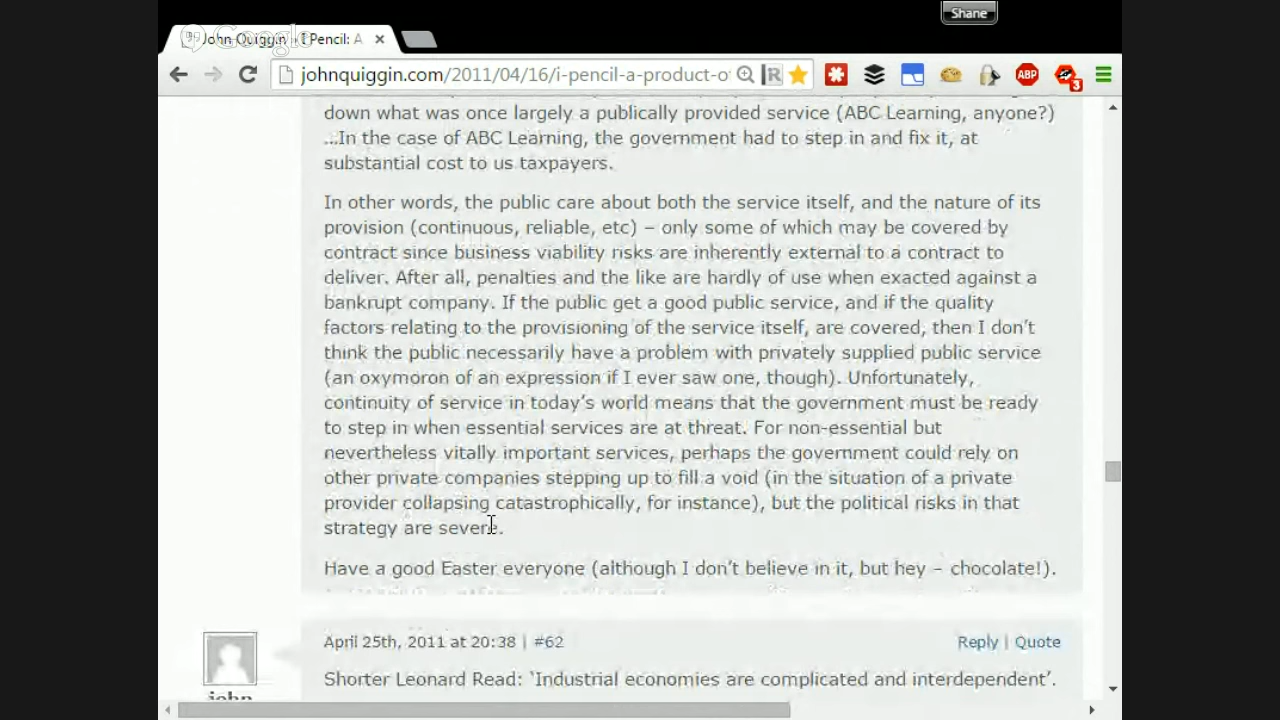 Shane
John Quiggin » I Pencil: A
Google
johnquiggin.com/2011/04/16/i-pencil-a-product-o
ABP
3
down what was once largely a publically provided service (ABC Learning, anyone?)
…In the case of ABC Learning, the government had to step in and fix it, at
substantial cost to us taxpayers.
In other words, the public care about both the service itself, and the nature of its
provision (continuous, reliable, etc) – only some of which may be covered by
contract since business viability risks are inherently external to a contract to
deliver. After all, penalties and the like are hardly of use when exacted against a
bankrupt company. If the public get a good public service, and if the quality
factors relating to the provisioning of the service itself, are covered, then I don't
think the public necessarily have a problem with privately supplied public service
(an oxymoron of an expression if I ever saw one, though). Unfortunately,
continuity of service in today's world means that the government must be ready
to step in when essential services are at threat. For non-essential but
nevertheless vitally important services, perhaps the government could rely on
other private companies stepping up to fill a void (in the situation of a private
provider collapsing catastrophically, for instance), but the political risks in that
strategy are severe.
Have a good Easter everyone (although I don't believe in it, but hey – chocolate!).
April 25th, 2011 at 20:38 | #62
Reply | Quote
Shorter Leonard Read: 'Industrial economies are complicated and interdependent'.
john